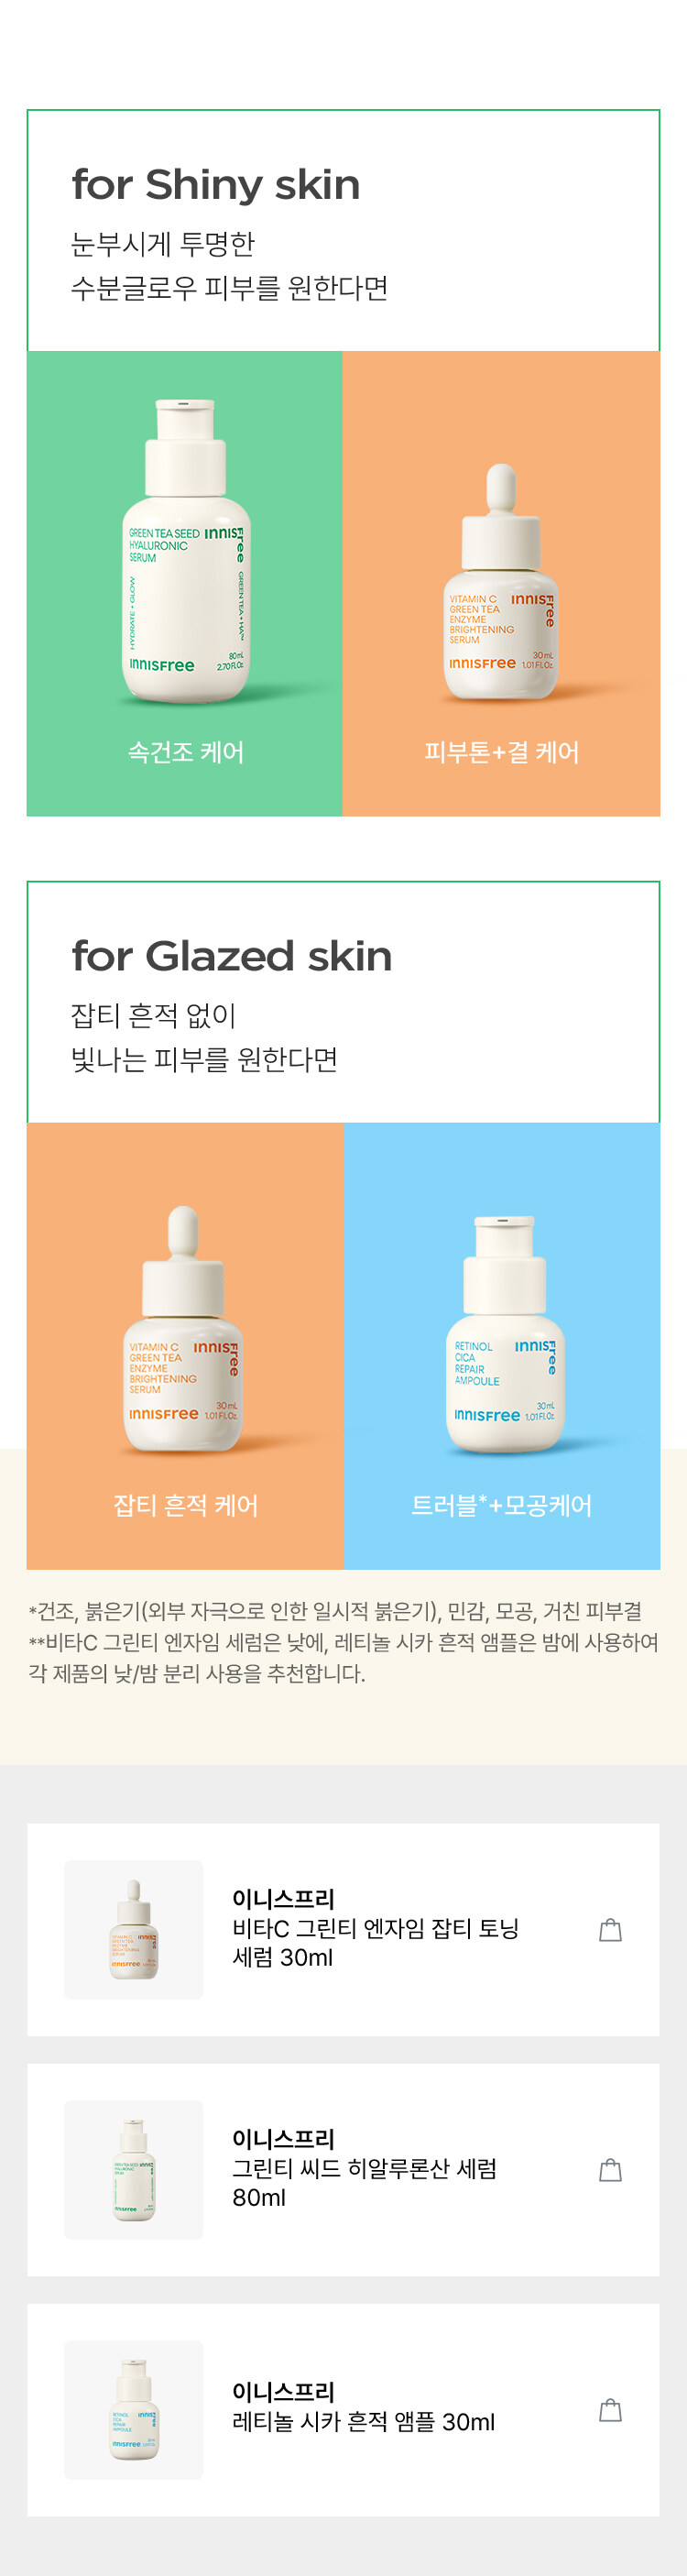 for Shiny skin
눈부시게 투명한
수분글로우 피부를 원한다면
GREEN TEA SEED
HYALURONIC
SERUM
innisfree
HYDRATE + GLOW
GREEN TEA + HA™
innisfree
80 mL
2.70 Fl. Oz.
속건조 케어
VITAMIN C
GREEN TEA
ENZYME
BRIGHTENING
SERUM
innisfree
innisfree
30 mL
1.01 Fl. Oz.
피부톤+결 케어
for Glazed skin
잡티 흔적 없이
빛나는 피부를 원한다면
VITAMIN C
GREEN TEA
ENZYME
BRIGHTENING
SERUM
innisfree
innisfree
30 mL
1.01 Fl. Oz.
잡티 흔적 케어
RETINOL
CICA
REPAIR
AMPOULE
innisfree
innisfree
30 mL
1.01 Fl. Oz.
트러블*+모공케어
*건조, 붉은기(외부 자극으로 인한 일시적 붉은기), 민감, 모공, 거친 피부결
**비타C 그린티 엔자임 세럼은 낮에, 레티놀 시카 흔적 앰플은 밤에 사용하여
각 제품의 낮/밤 분리 사용을 추천합니다.
이니스프리
비타C 그린티 엔자임 잡티 토닝
세럼 30ml
이니스프리
그린티 씨드 히알루론산 세럼
80ml
이니스프리
레티놀 시카 흔적 앰플 30ml